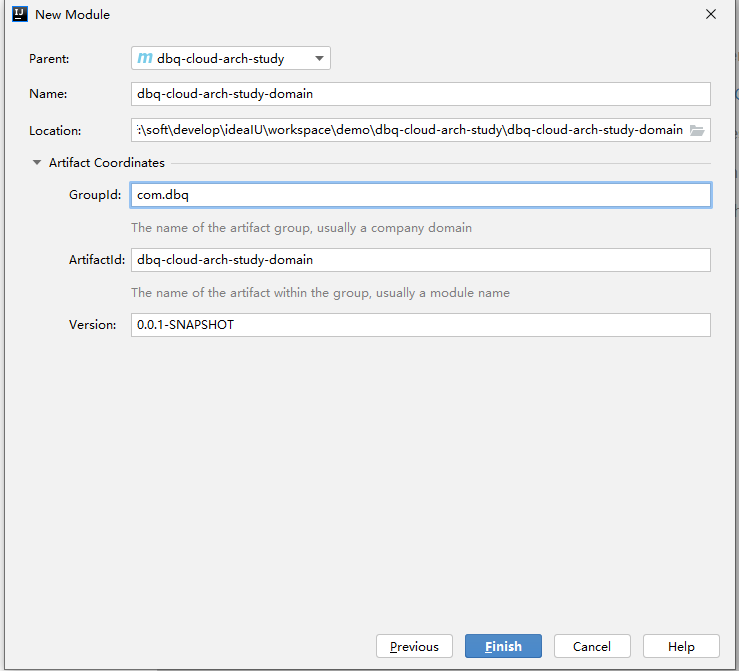 New Module
Parent: dbq-cloud-arch-study
Name: dbq-cloud-arch-study-domain
Location: :\soft\develop\ideaIU\workspace\demo\dbq-cloud-arch-study\dbq-cloud-arch-study-domain
Artifact Coordinates
GroupId: com.dbq
The name of the artifact group, usually a company domain
ArtifactId: dbq-cloud-arch-study-domain
The name of the artifact within the group, usually a module name
Version: 0.0.1-SNAPSHOT
Previous Finish Cancel Help